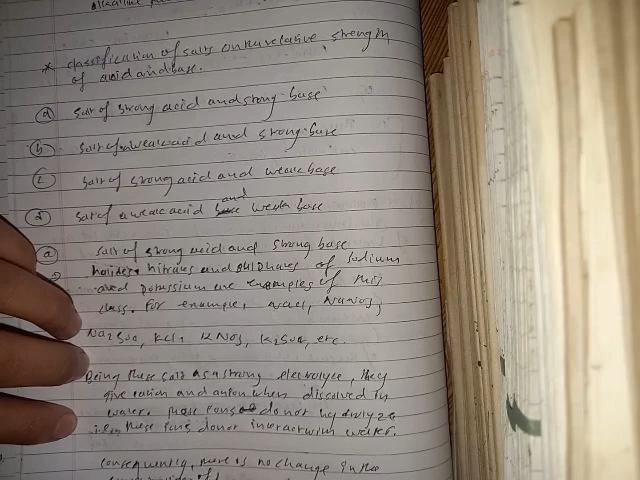 alkaline
* classification of salts on the relative strength
of acid and base.
(a) salt of strong acid and strong base
(b) salt of a weak acid and strong base
(c) salt of strong acid and weak base
(d) salt of a weak acid and weak base
(a) salt of strong acid and strong base
halides, nitrates and sulphates of sodium
and potassium are examples of this
class. For example, NaCl, NaNO3,
Na2SO4, KCl, KNO3, K2SO4, etc.
Being these salt as a strong electrolyte, they
give cation and anion when dissolved in
water. these ions do not hydrolyze
i.e., these ions donot interact with water.
consequently, there is no change in the